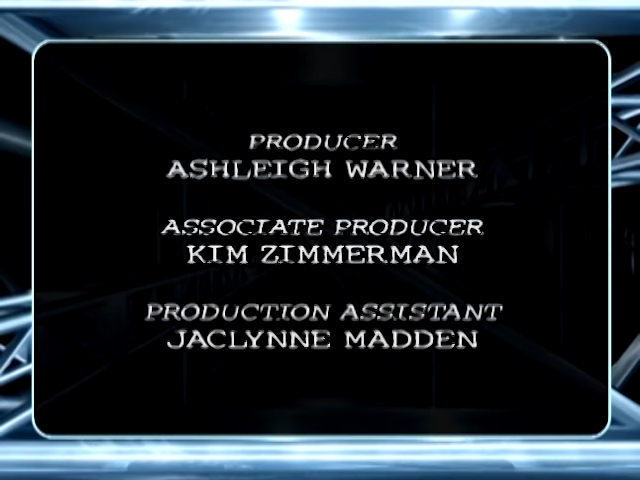 PRODUCER
ASHLEIGH WARNER
ASSOCIATE PRODUCER
KIM ZIMMERMAN
PRODUCTION ASSISTANT
JACLYNNE MADDEN